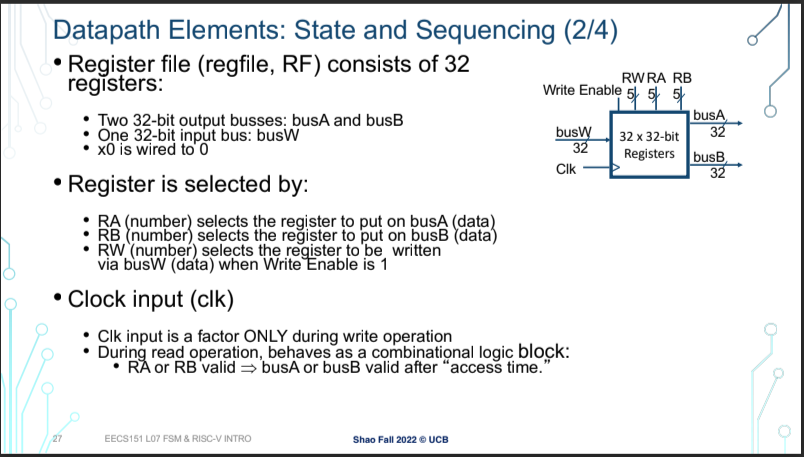 Datapath Elements: State and Sequencing (2/4)
• Register file (regfile, RF) consists of 32
registers:
• Two 32-bit output busses: busA and busB
• One 32-bit input bus: busW
• x0 is wired to 0
• Register is selected by:
• RA (number) selects the register to put on busA (data)
• RB (number) selects the register to put on busB (data)
• RW (number) selects the register to be written
via busW (data) when Write Enable is 1
• Clock input (clk)
• Clk input is a factor ONLY during write operation
• During read operation, behaves as a combinational logic block:
• RA or RB valid ⇒ busA or busB valid after “access time.”
RW RA RB
Write Enable 5 5 5
busA
busW 32 x 32-bit 32
32 Registers busB
Clk 32
27 EECS151 L07 FSM & RISC-V INTRO Shao Fall 2022 © UCB